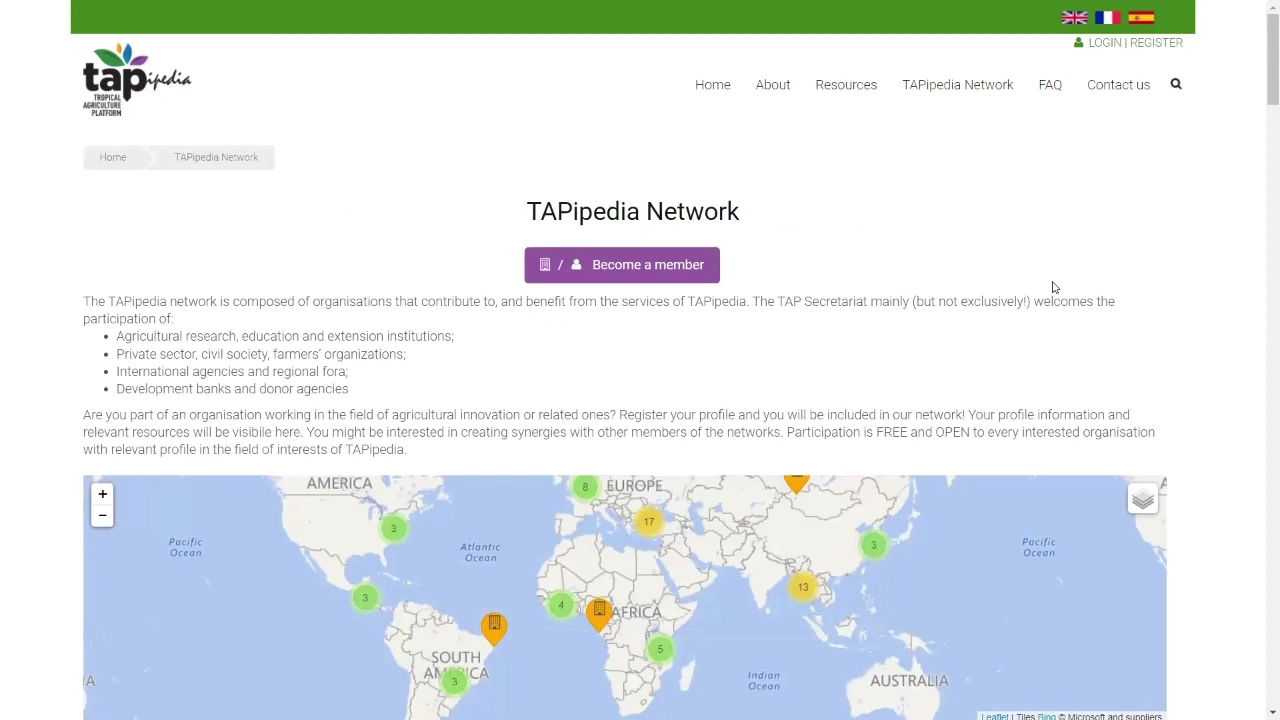 LOGIN | REGISTER
tapipedia
TROPICAL
AGRICULTURE
PLATFORM
Home About Resources TAPipedia Network FAQ Contact us
Home TAPipedia Network
TAPipedia Network
/ Become a member
The TAPipedia network is composed of organisations that contribute to, and benefit from the services of TAPipedia. The TAP Secretariat mainly (but not exclusively!) welcomes the
participation of:
• Agricultural research, education and extension institutions;
• Private sector, civil society, farmers' organizations;
• International agencies and regional fora;
• Development banks and donor agencies
Are you part of an organisation working in the field of agricultural innovation or related ones? Register your profile and you will be included in our network! Your profile information and
relevant resources will be visibile here. You might be interested in creating synergies with other members of the networks. Participation is FREE and OPEN to every interested organisation
with relevant profile in the field of interests of TAPipedia.
+
−
AMERICA
8
EUROPE
A
17
3
Pacific
Ocean
Atlantic
Ocean
3
Pacific
Ocean
13
3
4
AFRICA
5
SOUTH
AMERICA
3
Indian
Ocean
AUSTRALIA
A
Leaflet | Tiles Bing © Microsoft and suppliers